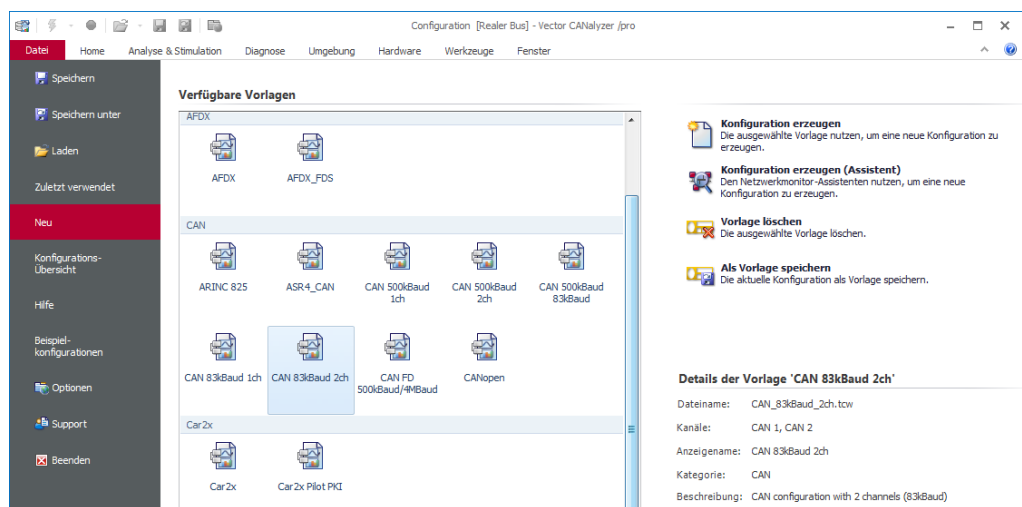 Configuration [Realer Bus] - Vector CANalyzer /pro
Datei Home Analyse & Stimulation Diagnose Umgebung Hardware Werkzeuge Fenster
Speichern
Speichern unter
Laden
Zuletzt verwendet
Neu
Konfigurations-
Übersicht
Hilfe
Beispiel-
konfigurationen
Optionen
Support
Beenden
Verfügbare Vorlagen
AFDX
AFDX AFDX_FDS
CAN
ARINC 825 ASR4_CAN CAN 500kBaud CAN 500kBaud CAN 500kBaud
1ch 2ch 83kBaud
CAN 83kBaud 1ch CAN 83kBaud 2ch CAN FD CANopen
500kBaud/4MBaud
Car2x
Car2x Car2x Pilot PKI
Konfiguration erzeugen
Die ausgewählte Vorlage nutzen, um eine neue Konfiguration zu
erzeugen.
Konfiguration erzeugen (Assistent)
Den Netzwerkmonitor-Assistenten nutzen, um eine neue
Konfiguration zu erzeugen.
Vorlage löschen
Die ausgewählte Vorlage löschen.
Als Vorlage speichern
Die aktuelle Konfiguration als Vorlage speichern.
Details der Vorlage 'CAN 83kBaud 2ch'
Dateiname: CAN_83kBaud_2ch.tcw
Kanäle: CAN 1, CAN 2
Anzeigename: CAN 83kBaud 2ch
Kategorie: CAN
Beschreibung: CAN configuration with 2 channels (83kBaud)